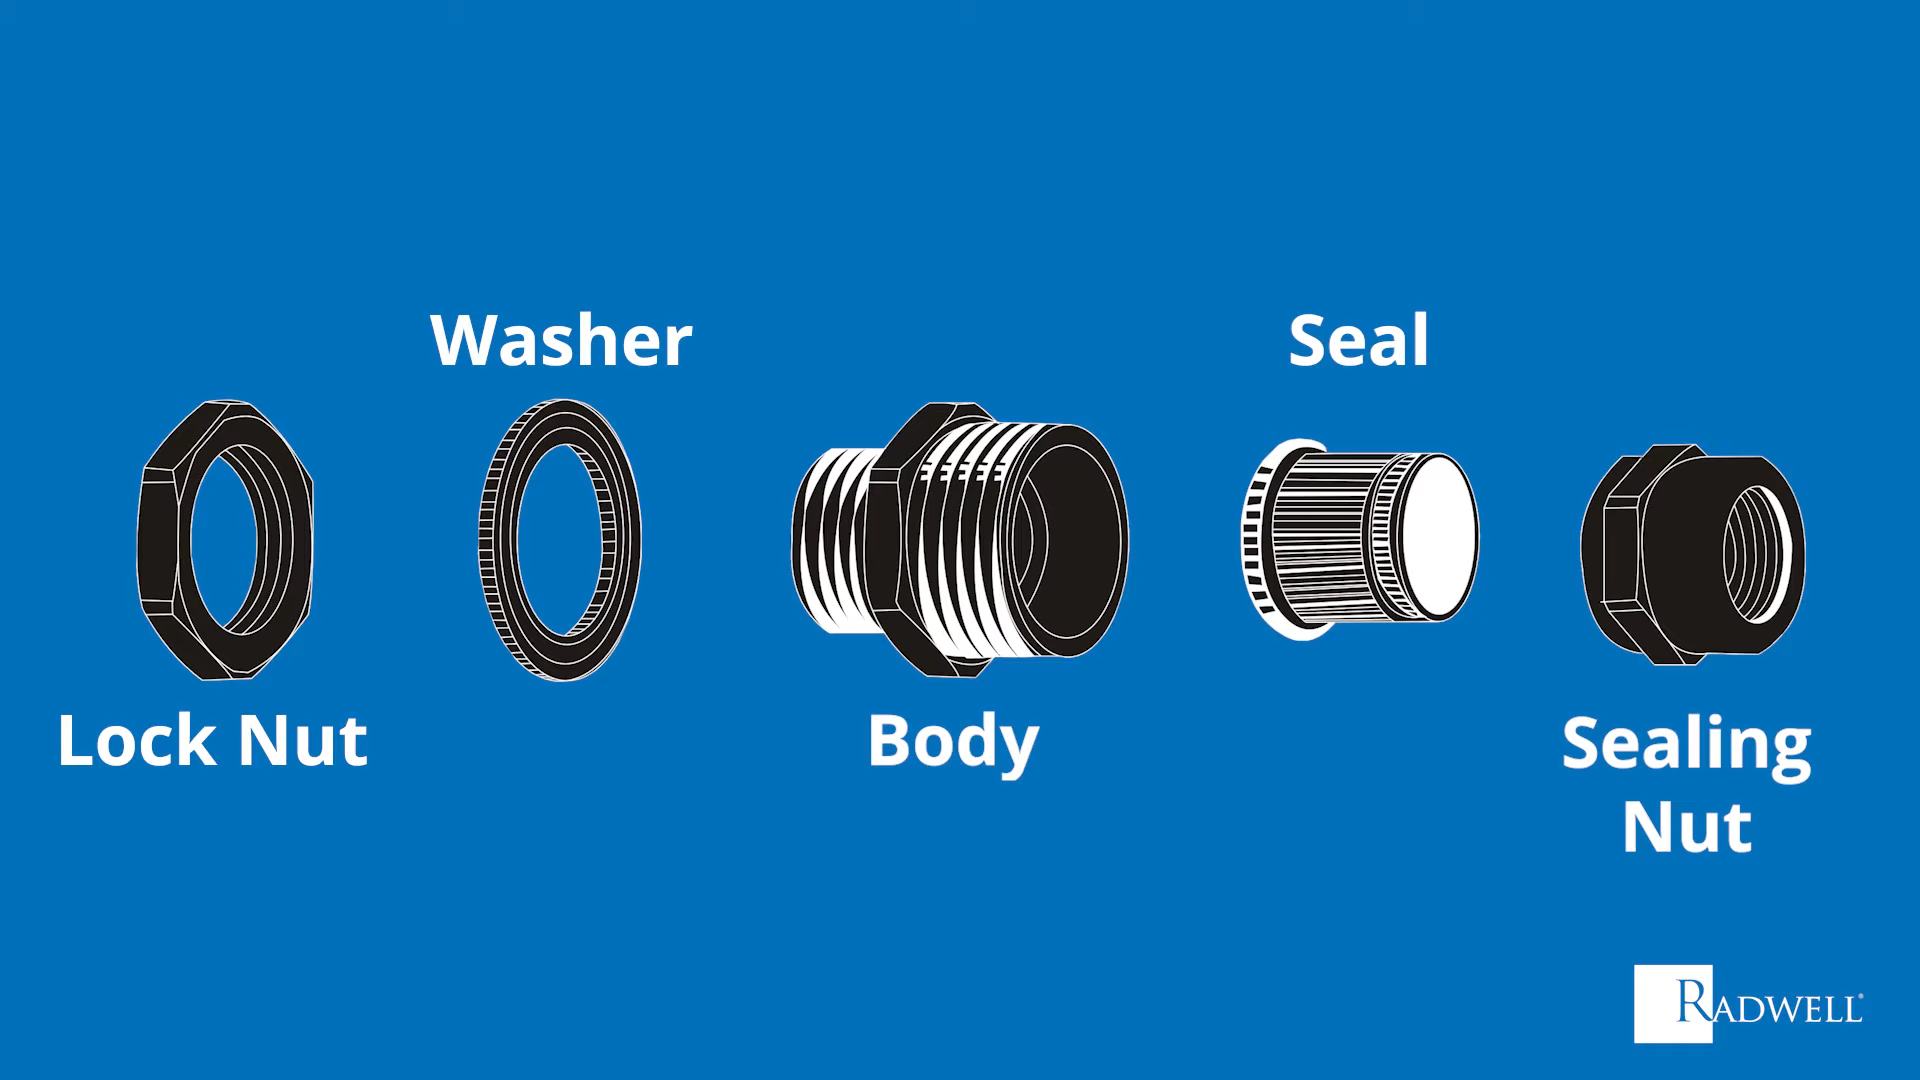 Washer
Seal
Lock Nut
Body
Sealing
Nut
RADWELL®